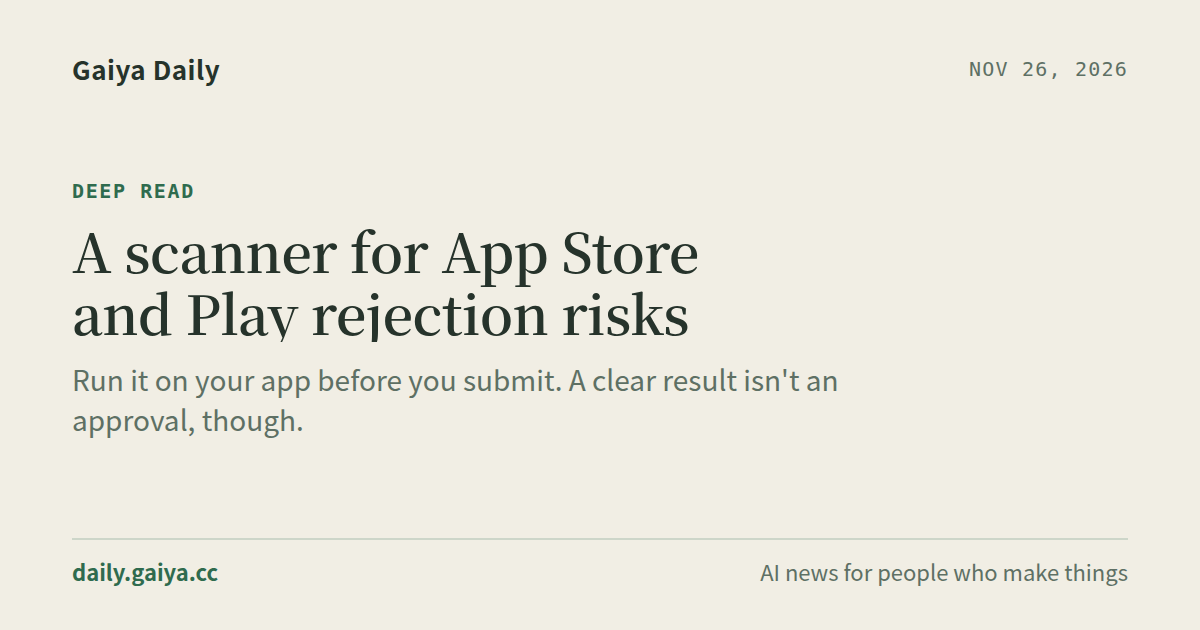 Gaiya Daily
NOV 26, 2026
DEEP READ
A scanner for App Store
and Play rejection risks
Run it on your app before you submit. A clear result isn't an
approval, though.
daily.gaiya.cc
AI news for people who make things